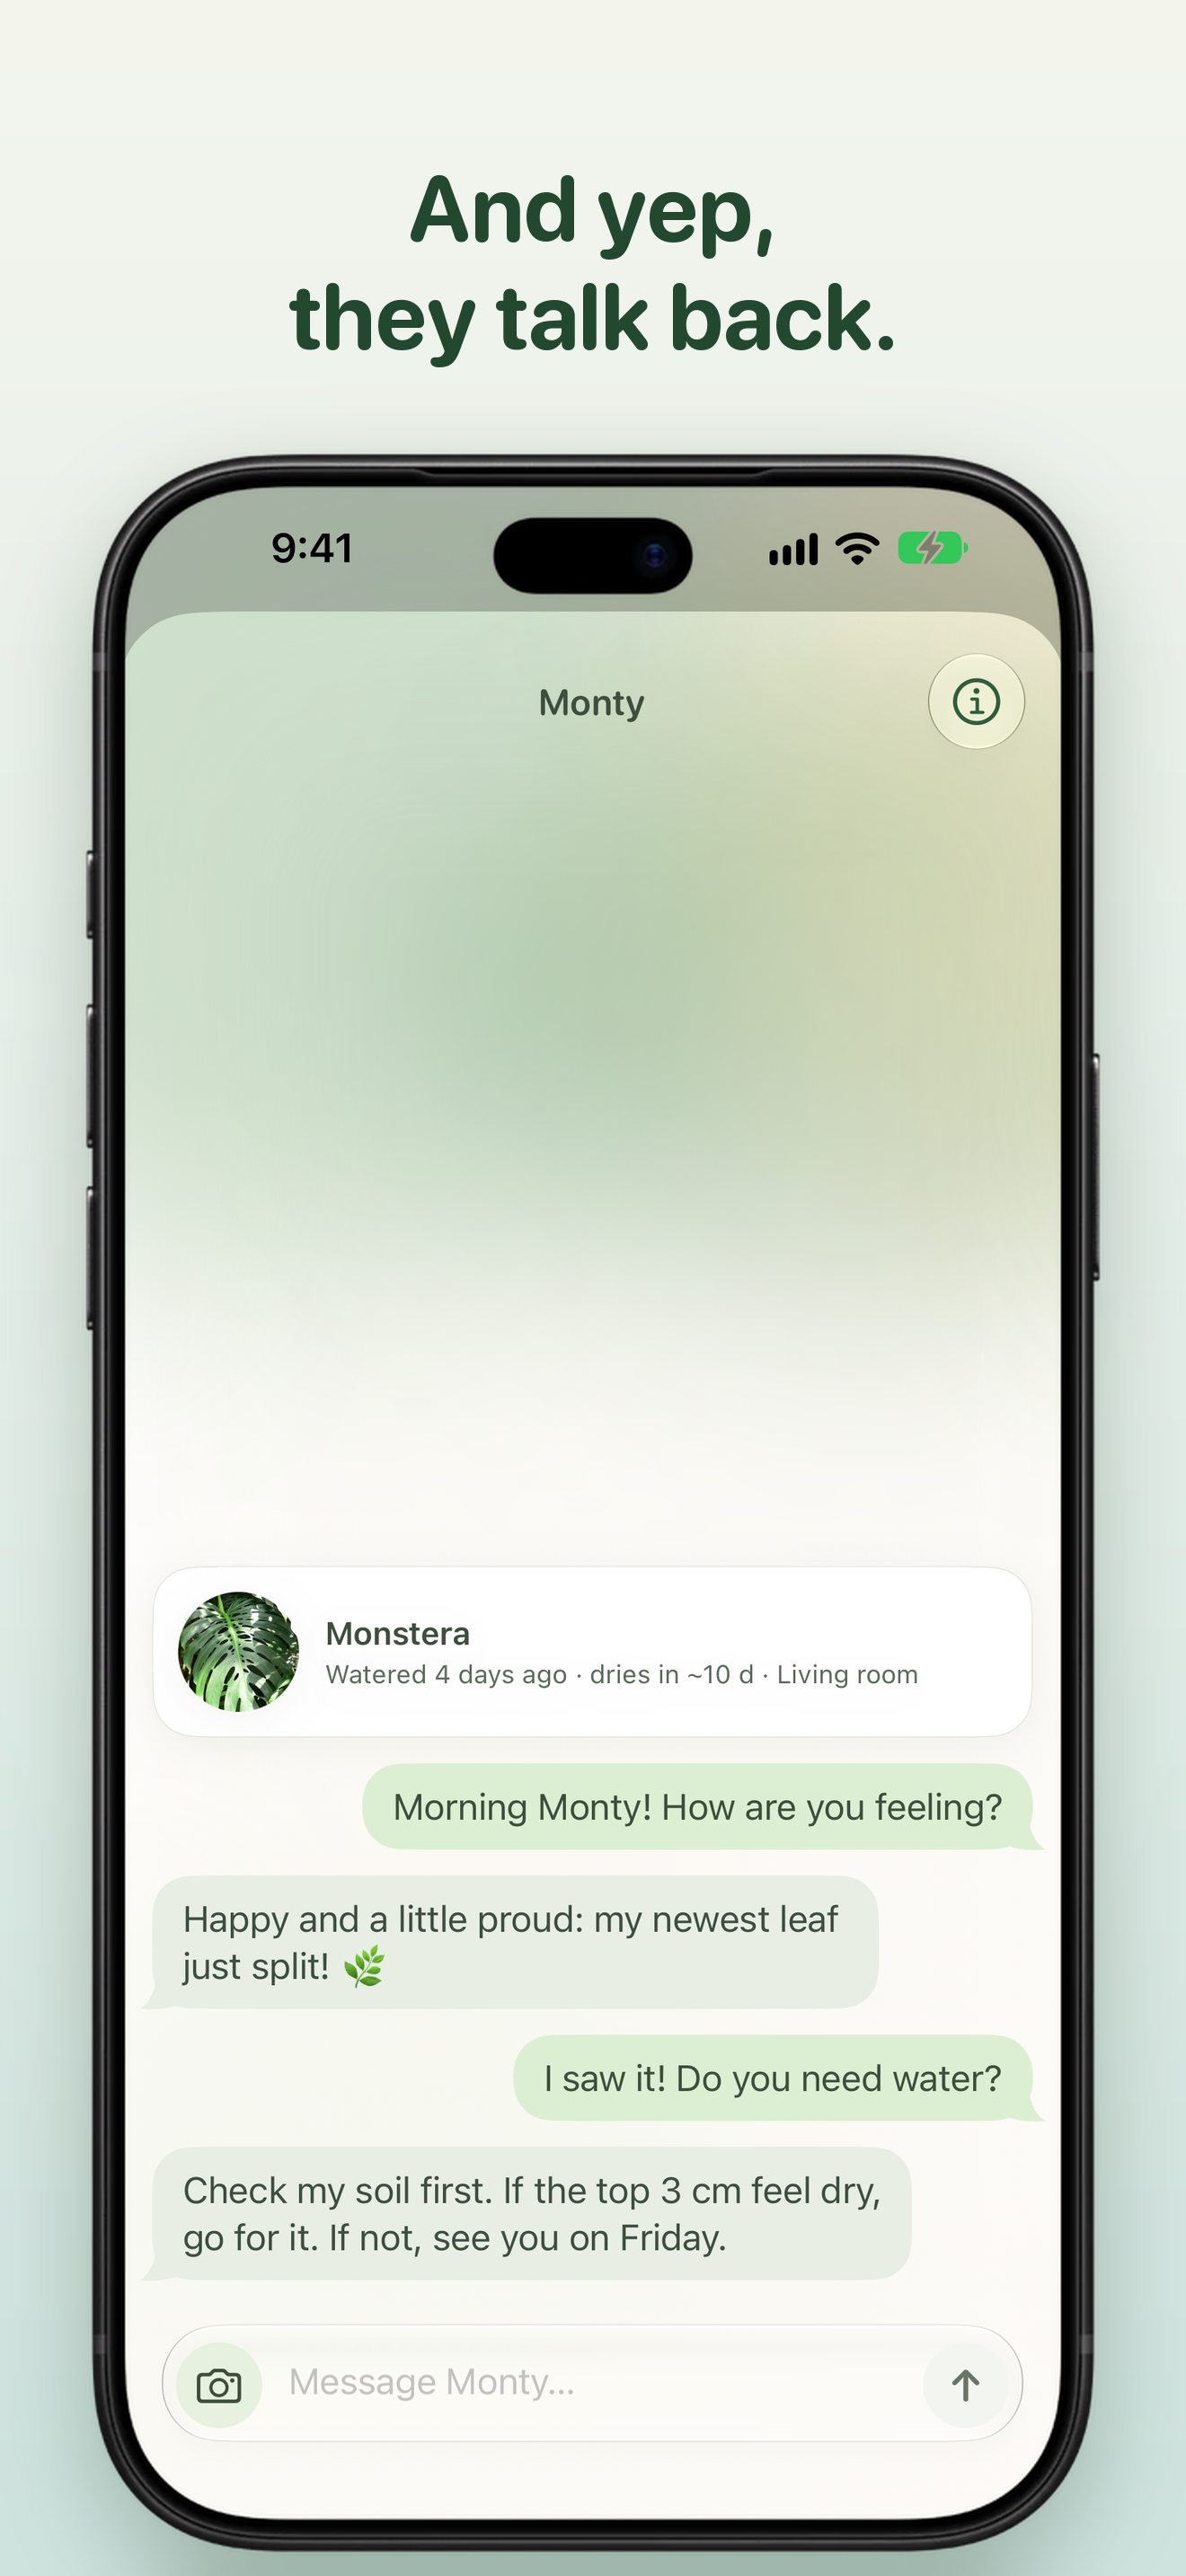 And yep,
they talk back.
9:41
Monty
Monstera
Watered 4 days ago · dries in ~10 d · Living room
Morning Monty! How are you feeling?
Happy and a little proud: my newest leaf
just split! 🌿
I saw it! Do you need water?
Check my soil first. If the top 3 cm feel dry,
go for it. If not, see you on Friday.
Message Monty...